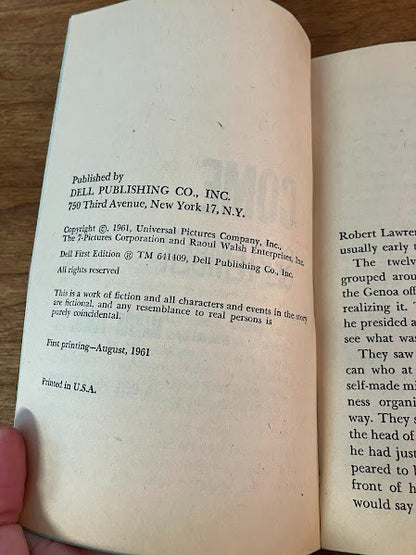 Published by
DELL PUBLISHING CO., INC.
750 Third Avenue, New York 17, N.Y.
Copyright ©, 1961, Universal Pictures Company, Inc.,
The 7-Pictures Corporation and Raoul Walsh Enterprises, Inc.
Dell First Edition ® TM 641409, Dell Publishing Co., Inc.
All rights reserved
This is a work of fiction and all characters and events in the story
are fictional, and any resemblance to real persons is
purely coincidental.
First printing—August, 1961
Printed in U.S.A.
Robert Lawren
usually early t
The twelv
grouped arou
the Genoa off
realizing it. T
he presided a
see what was
They saw
can who at
self-made mi
ness organi
way. They s
the head of
he had just
peared to b
front of h
would say